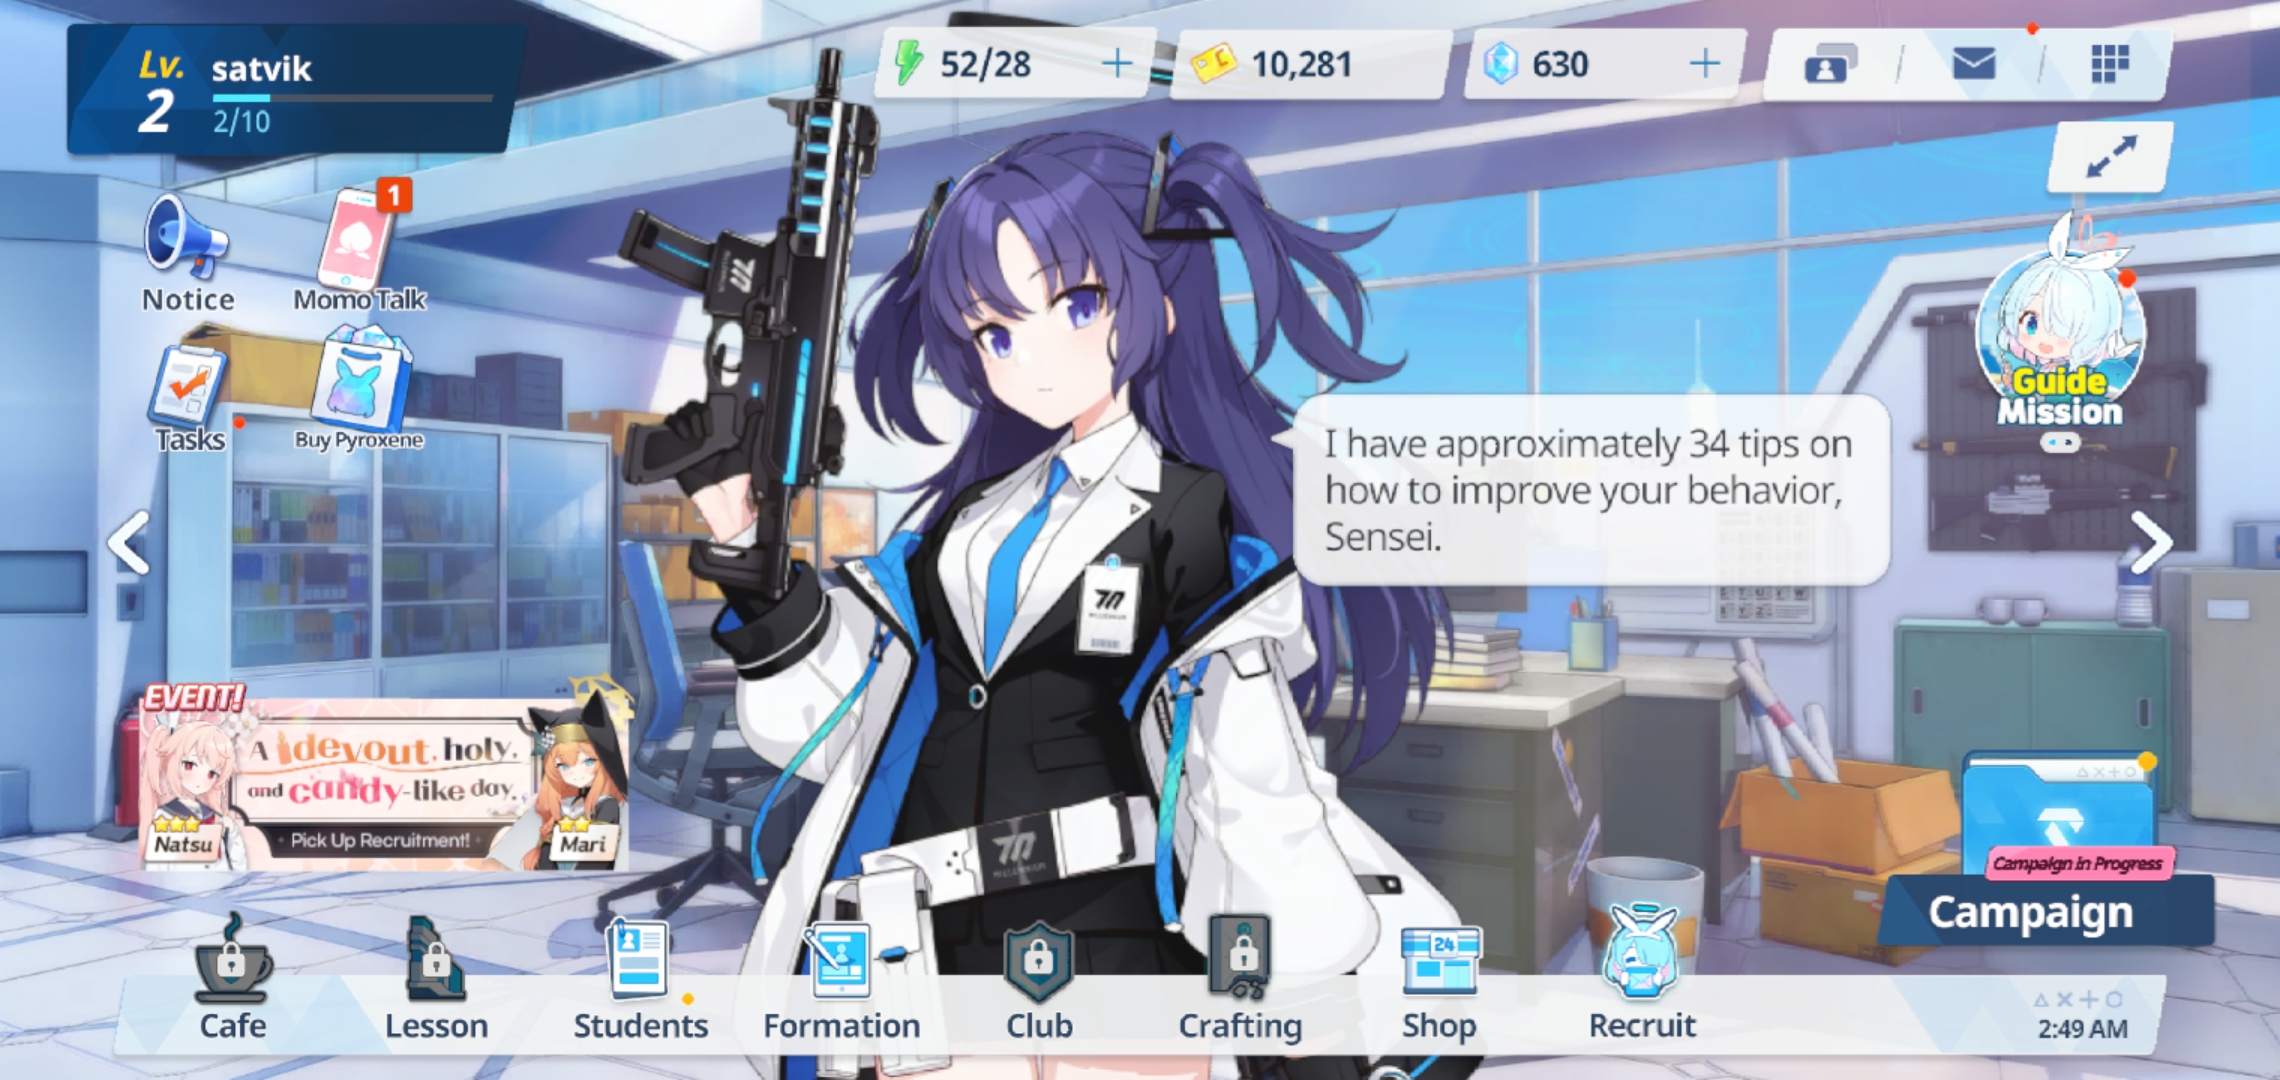 Lv.
2
satvik
2/10
52/28
10,281
630
1
Notice
MomoTalk
Tasks
Buy Pyroxene
Guide
Mission
I have approximately 34 tips on
how to improve your behavior,
Sensei.
EVENT!
A devout, holy,
and candy-like day.
Pick Up Recruitment!
Natsu
Mari
MILLENNIUM
Campaign in Progress
Campaign
24
Cafe
Lesson
Students
Formation
Club
Crafting
Shop
Recruit
2:49 AM